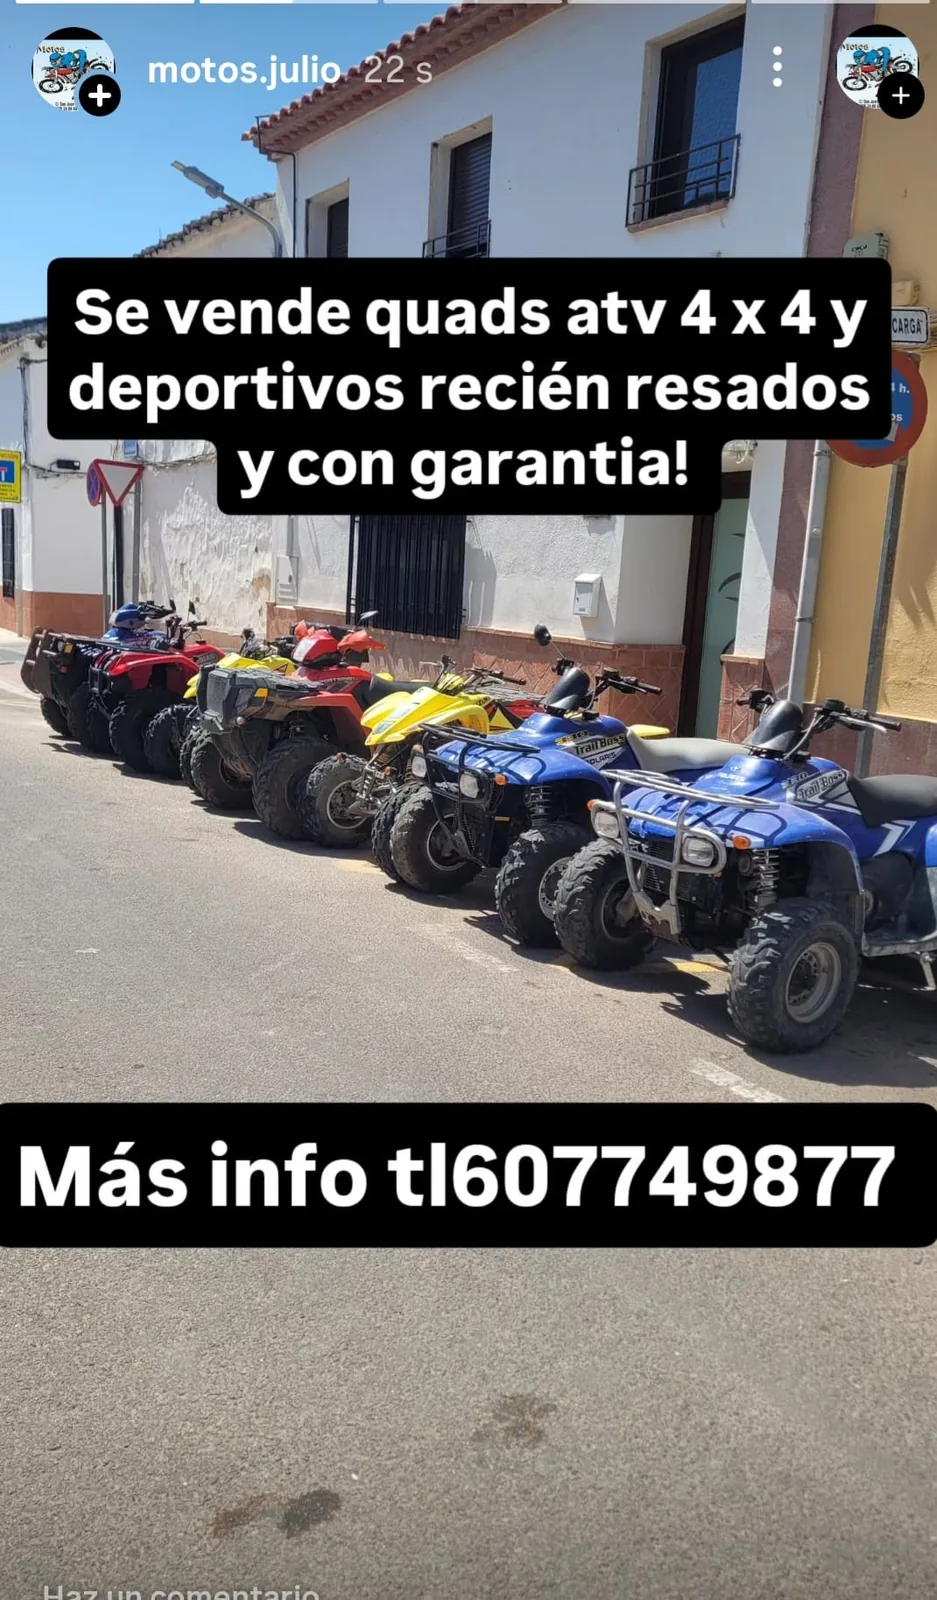 motos.julio 22 s
Se vende quads atv 4 x 4 y
deportivos recién resados
y con garantia!
CARGA
Trail Boss
POLARIS
Trail Boss
Más info tl607749877
Haz un comentario